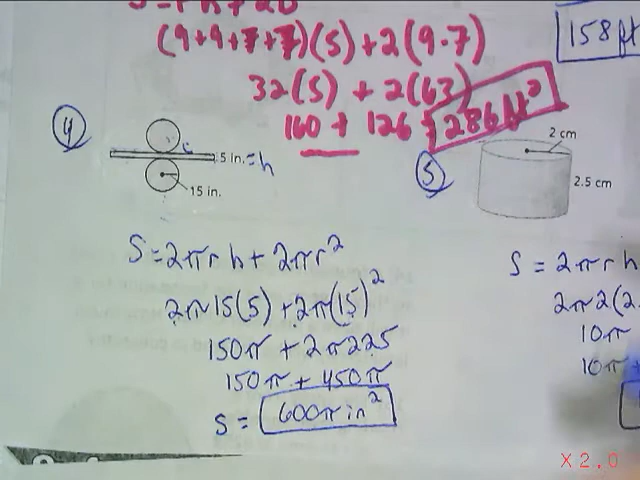 S=Ph+2B
(9+9+7+7)(5)+2(9·7)
158 ft
32(5) + 2(63)
160 + 126 = 286 ft²
4
c
.5 in. = h
15 in.
5
2 cm
2.5 cm
S=2πrh+2πr²
2π15(5)+2π(15)²
150π + 2π225
150π + 450π
S= 600π in²
S = 2πrh
2π2(2.
10π
10π +
X2.0